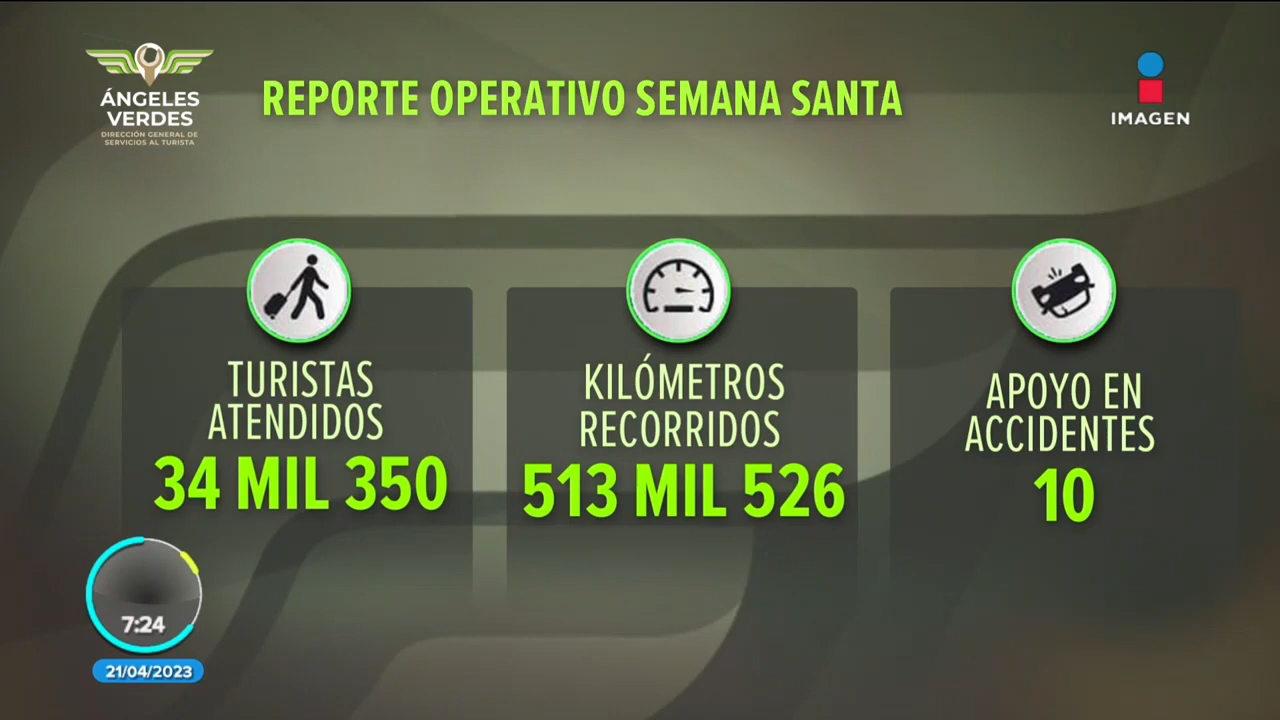 ÁNGELES
VERDES
DIRECCIÓN GENERAL DE
SERVICIOS AL TURISTA
REPORTE OPERATIVO SEMANA SANTA
IMAGEN
TURISTAS
ATENDIDOS
34 MIL 350
KILÓMETROS
RECORRIDOS
513 MIL 526
APOYO EN
ACCIDENTES
10
7:24
21/04/2023